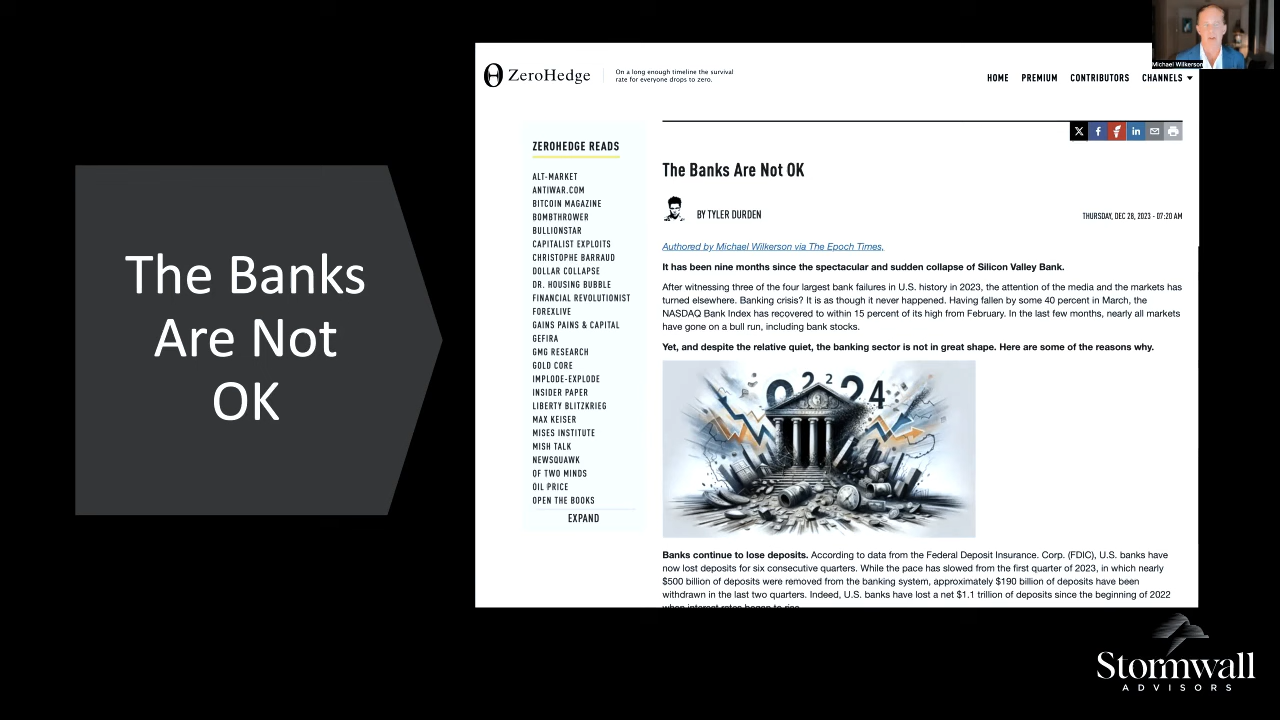 The Banks
Are Not
OK
ZeroHedge
On a long enough timeline the survival
rate for everyone drops to zero.
HOME PREMIUM CONTRIBUTORS CHANNELS
Michael Wilkerson
ZEROHEDGE READS
ALT-MARKET
ANTIWAR.COM
BITCOIN MAGAZINE
BOMBTHROWER
BULLIONSTAR
CAPITALIST EXPLOITS
CHRISTOPHE BARRAUD
DOLLAR COLLAPSE
DR. HOUSING BUBBLE
FINANCIAL REVOLUTIONIST
FOREXLIVE
GAINS PAINS & CAPITAL
GEFIRA
GMG RESEARCH
GOLD CORE
IMPLODE-EXPLODE
INSIDER PAPER
LIBERTY BLITZKRIEG
MAX KEISER
MISES INSTITUTE
MISH TALK
NEWSQUAWK
OF TWO MINDS
OIL PRICE
OPEN THE BOOKS
EXPAND
The Banks Are Not OK
BY TYLER DURDEN
THURSDAY, DEC 28, 2023 - 07:20 AM
Authored by Michael Wilkerson via The Epoch Times,
It has been nine months since the spectacular and sudden collapse of Silicon Valley Bank.
After witnessing three of the four largest bank failures in U.S. history in 2023, the attention of the media and the markets has
turned elsewhere. Banking crisis? It is as though it never happened. Having fallen by some 40 percent in March, the
NASDAQ Bank Index has recovered to within 15 percent of its high from February. In the last few months, nearly all markets
have gone on a bull run, including bank stocks.
Yet, and despite the relative quiet, the banking sector is not in great shape. Here are some of the reasons why.
Banks continue to lose deposits. According to data from the Federal Deposit Insurance. Corp. (FDIC), U.S. banks have
now lost deposits for six consecutive quarters. While the pace has slowed from the first quarter of 2023, in which nearly
$500 billion of deposits were removed from the banking system, approximately $190 billion of deposits have been
withdrawn in the last two quarters. Indeed, U.S. banks have lost a net $1.1 trillion of deposits since the beginning of 2022
when interest rates began to rise.
Stormwall
ADVISORS